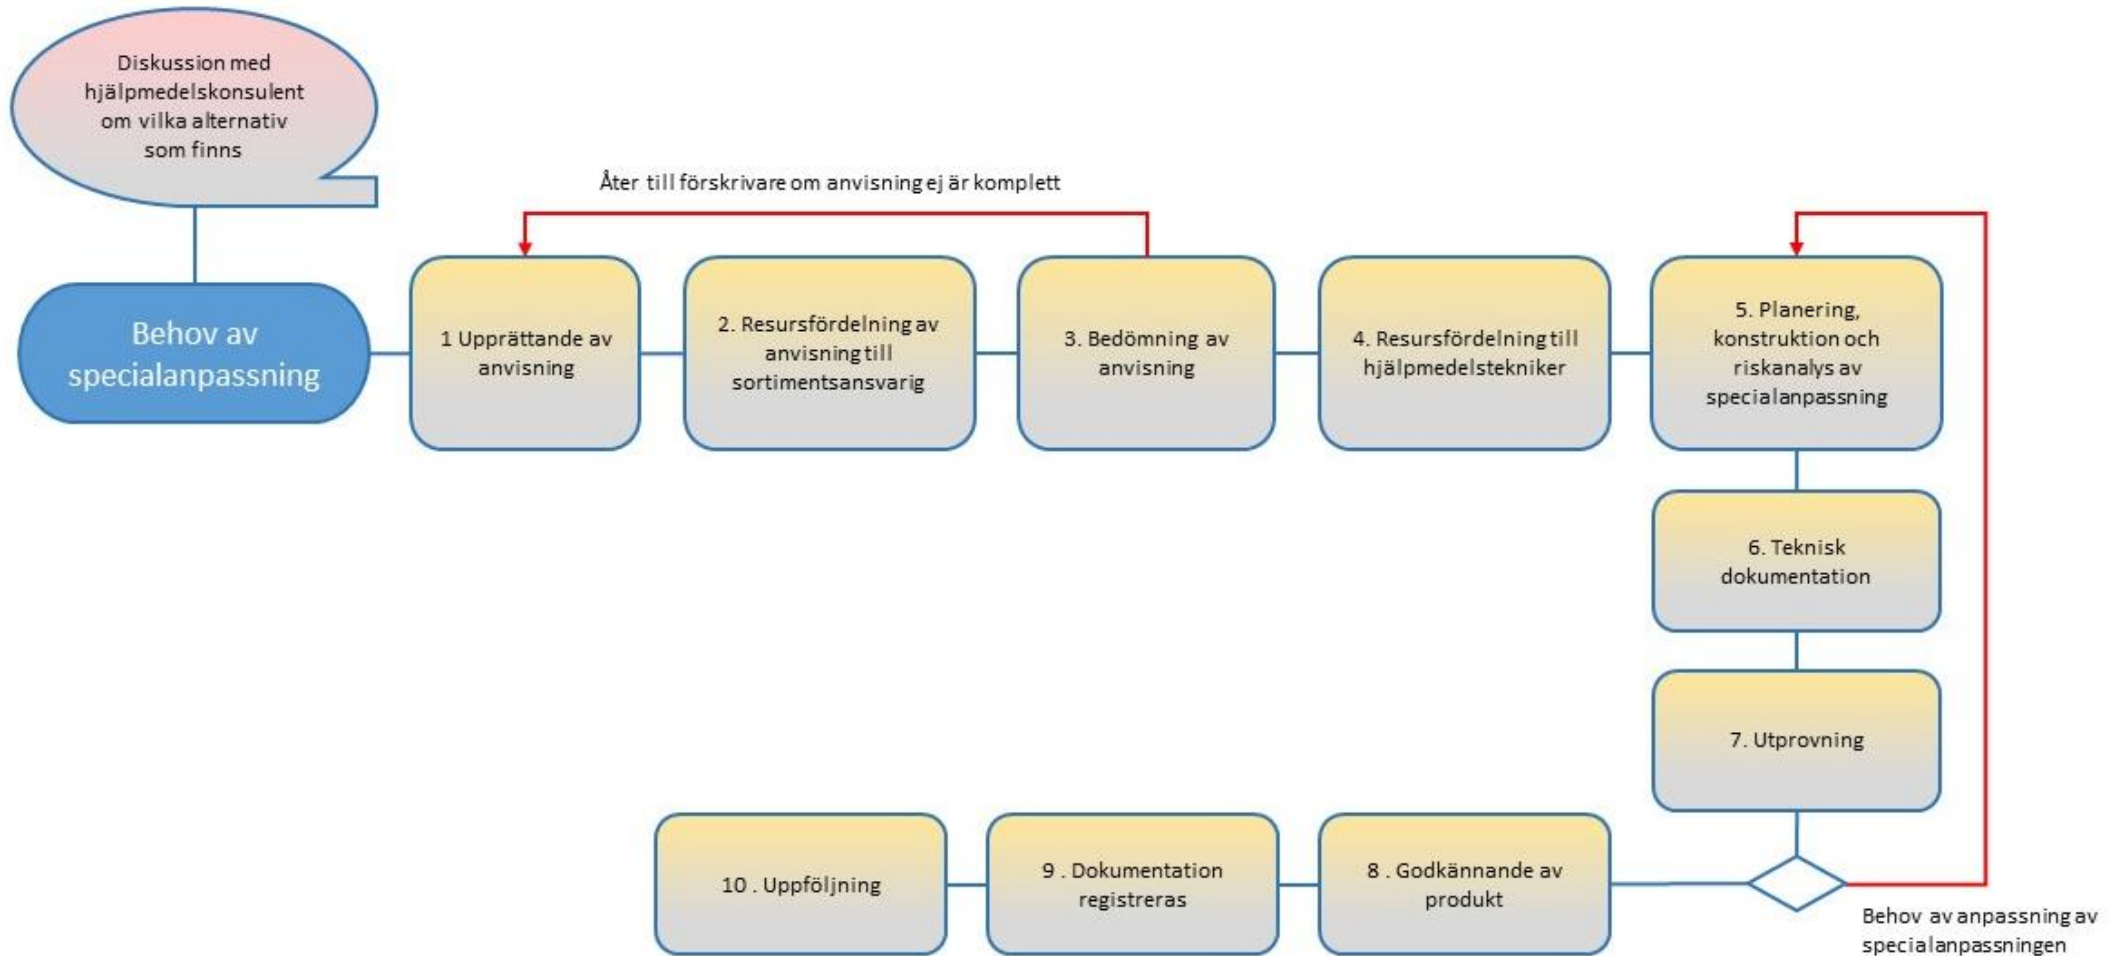 Diskussion med
hjälpmedelskonsulent
om vilka alternativ
som finns
Åter till förskrivare om anvisning ej är komplett
Behov av
specialanpassning
1 Upprättande av
anvisning
2. Resursfördelning av
anvisning till
sortimentsansvarig
3. Bedömning av
anvisning
4. Resursfördelning till
hjälpmedelstekniker
5. Planering,
konstruktion och
riskanalys av
specialanpassning
6. Teknisk
dokumentation
7. Utprovning
Behov av anpassning av
specialanpassningen
8 . Godkännande av
produkt
9 . Dokumentation
registreras
10 . Uppföljning